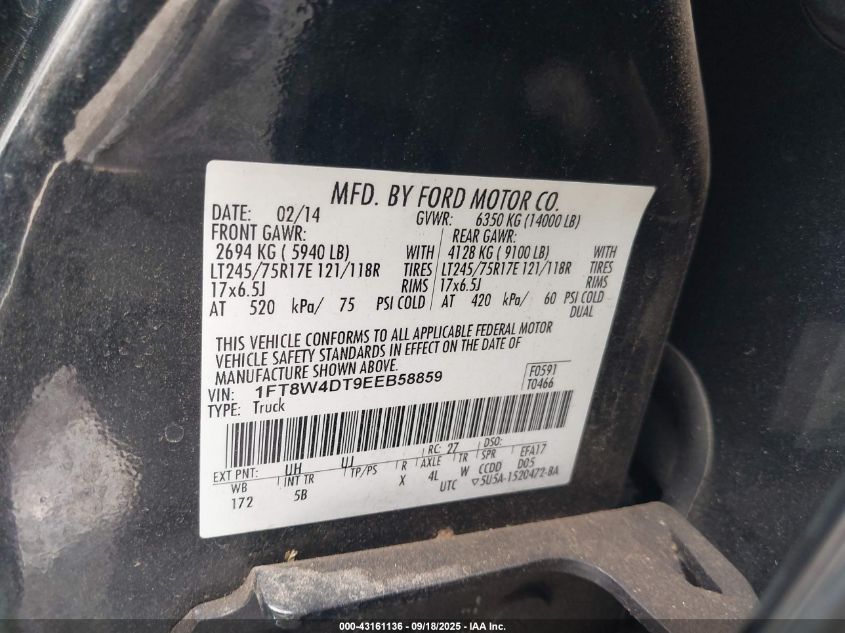 MFD. BY FORD MOTOR CO.
DATE: 02/14 GVWR: 6350 KG (14000 LB)
FRONT GAWR: REAR GAWR:
2694 KG ( 5940 LB) WITH 4128 KG ( 9100 LB) WITH
LT245/75R17E 121/118R TIRES LT245/75R17E 121/118R TIRES
17x6.5J RIMS 17x6.5J RIMS
AT 520 kPa/ 75 PSI COLD AT 420 kPa/ 60 PSI COLD
DUAL
THIS VEHICLE CONFORMS TO ALL APPLICABLE FEDERAL MOTOR
VEHICLE SAFETY STANDARDS IN EFFECT ON THE DATE OF
MANUFACTURE SHOWN ABOVE.
VIN: 1FT8W4DT9EEB58859 F0591
TYPE: Truck T0466
EXT PNT: UH UJ RC: 27 DSO:
WB INT TR TP/PS R AXLE TR SPR EFA17
172 5B X 4L W CCDD D05
UTC ▽5U5A-1520472-BA
000-43161136 - 09/18/2025 - IAA Inc.